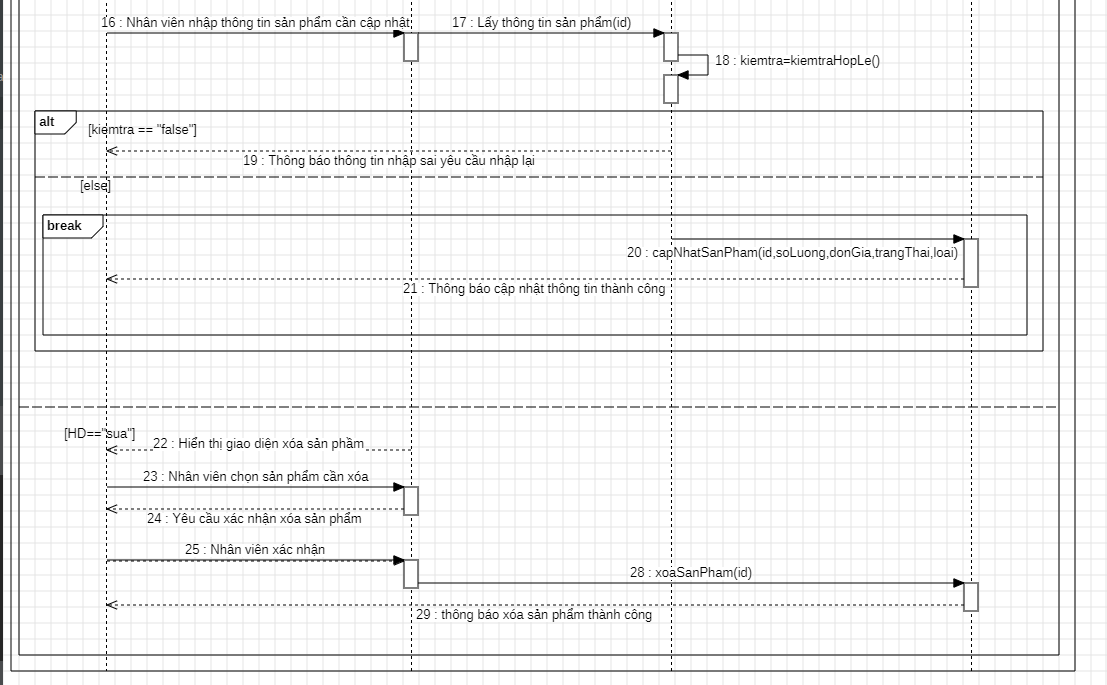 16 : Nhân viên nhập thông tin sản phẩm cần cập nhật
17 : Lấy thông tin sản phẩm(id)
18 : kiemtra=kiemtraHopLe()
alt
[kiemtra == "false"]
19 : Thông báo thông tin nhập sai yêu cầu nhập lại
[else]
break
20 : capNhatSanPham(id,soLuong,donGia,trangThai,loai)
21 : Thông báo cập nhật thông tin thành công
[HD=="sua"]
22 : Hiển thị giao diện xóa sản phầm
23 : Nhân viên chọn sản phẩm cần xóa
24 : Yêu cầu xác nhận xóa sản phẩm
25 : Nhân viên xác nhận
28 : xoaSanPham(id)
29 : thông báo xóa sản phẩm thành công